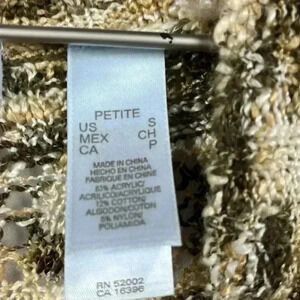 PETITE
US S
MEX CH
CA P
MADE IN CHINA
HECHO EN CHINA
FABRIQUE EN CHINE
83% ACRYLIC/
ACRILICO/ACRYLIQUE
12% COTTON/
ALGODON/COTON
5% NYLON/
POLIAMIDA
RN 52002
CA 16396